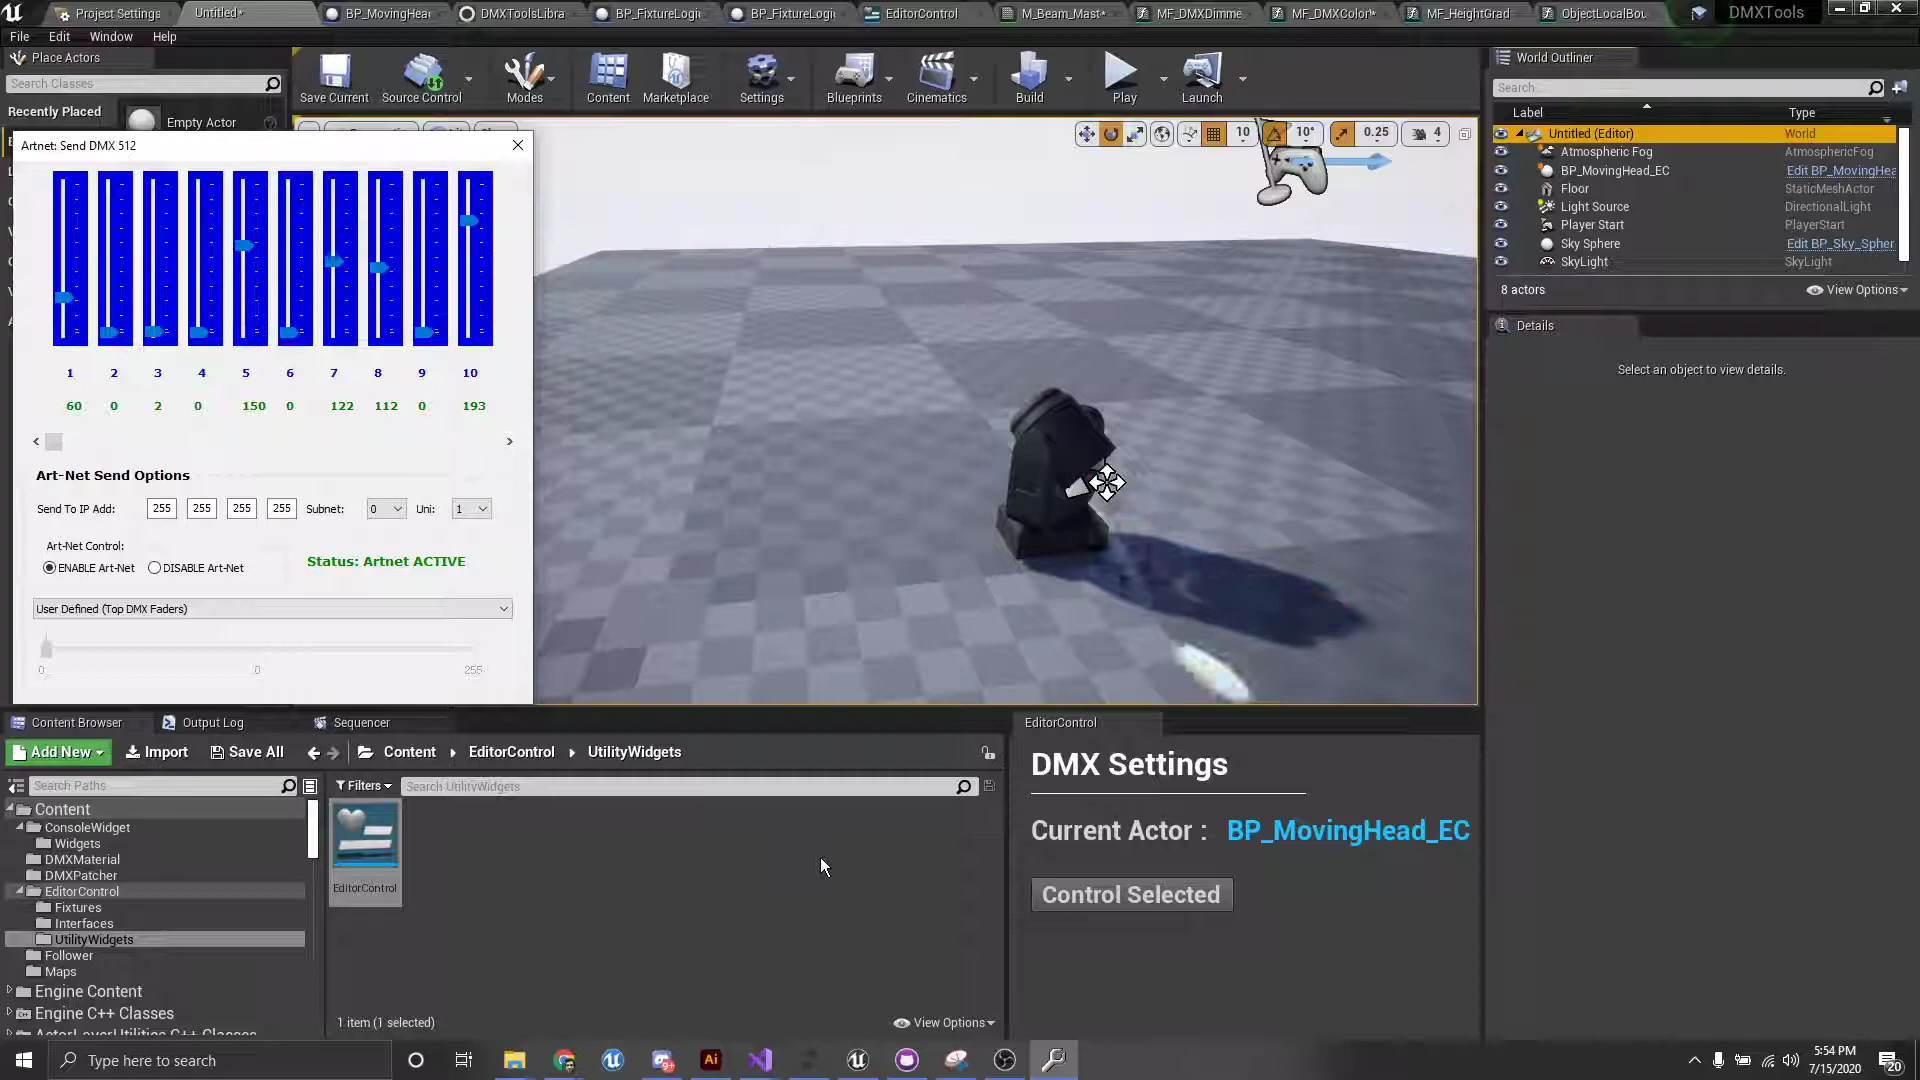 Project Settings
Untitled*
BP_MovingHea
DMXToolsLibra
BP_FixtureLogi
BP_FixtureLogi
EditorControl
M_Beam_Mast*
MF_DMXDimme
MF_DMXColor*
MF_HeightGrad
ObjectLocalBou
DMXTools
File
Edit
Window
Help
Place Actors
Search Classes
Recently Placed
Empty Actor
Save Current
Source Control
Modes
Content
Marketplace
Settings
Blueprints
Cinematics
Build
Play
Launch
10
10°
0.25
4
World Outliner
Search...
Label
Type
Untitled (Editor)
World
Atmospheric Fog
AtmosphericFog
BP_MovingHead_EC
Edit BP_MovingHea
Floor
StaticMeshActor
Light Source
DirectionalLight
Player Start
PlayerStart
Sky Sphere
Edit BP_Sky_Spher
SkyLight
SkyLight
8 actors
View Options
Details
Select an object to view details.
Artnet: Send DMX 512
1 2 3 4 5 6 7 8 9 10
60 0 2 0 150 0 122 112 0 193
Art-Net Send Options
Send To IP Add: 255 255 255 255 Subnet: 0 Uni: 1
Art-Net Control:
ENABLE Art-Net
DISABLE Art-Net
Status: Artnet ACTIVE
User Defined (Top DMX Faders)
0 0 255
Content Browser
Output Log
Sequencer
Add New
Import
Save All
Content
EditorControl
UtilityWidgets
Search Paths
Filters
Search UtilityWidgets
Content
ConsoleWidget
Widgets
DMXMaterial
DMXPatcher
EditorControl
Fixtures
Interfaces
UtilityWidgets
Follower
Maps
Engine Content
Engine C++ Classes
ActorLayerUtilities C++ Classes
EditorControl
1 item (1 selected)
View Options
EditorControl
DMX Settings
Current Actor : BP_MovingHead_EC
Control Selected
Type here to search
Ai
9+
5:54 PM
7/15/2020
20